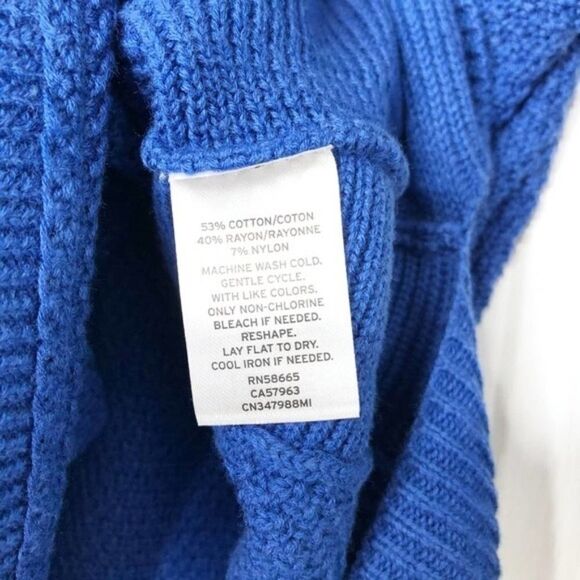 53% COTTON/COTON
40% RAYON/RAYONNE
7% NYLON
MACHINE WASH COLD.
GENTLE CYCLE.
WITH LIKE COLORS.
ONLY NON-CHLORINE
BLEACH IF NEEDED.
RESHAPE.
LAY FLAT TO DRY.
COOL IRON IF NEEDED.
RN58665
CA57963
CN347988MI